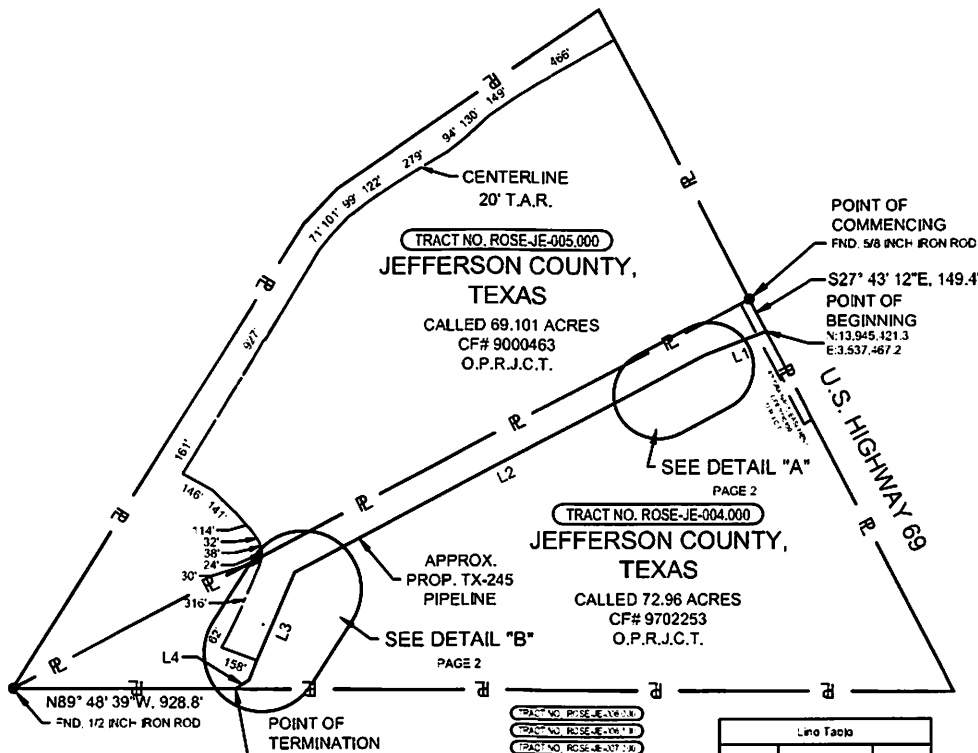 466'
149'
130'
94'
279'
122'
99'
101'
71'
927'
161'
146'
141'
114'
32'
38'
24'
30'
316'
62'
158'
CENTERLINE
20' T.A.R.
TRACT NO. ROSE-JE-005.000
JEFFERSON COUNTY,
TEXAS
CALLED 69.101 ACRES
CF# 9000463
O.P.R.J.C.T.
POINT OF
COMMENCING
FND. 5/8 INCH IRON ROD
S27° 43' 12"E, 149.4'
POINT OF
BEGINNING
N:13,945,421.3
E:3,537,467.2
U.S. HIGHWAY 69
L1
L2
SEE DETAIL "A"
PAGE 2
TRACT NO. ROSE-JE-004.000
JEFFERSON COUNTY,
TEXAS
CALLED 72.96 ACRES
CF# 9702253
O.P.R.J.C.T.
APPROX.
PROP. TX-245
PIPELINE
L3
SEE DETAIL "B"
PAGE 2
L4
N89° 48' 39"W, 928.8'
FND. 1/2 INCH IRON ROD
POINT OF
TERMINATION
Line Table